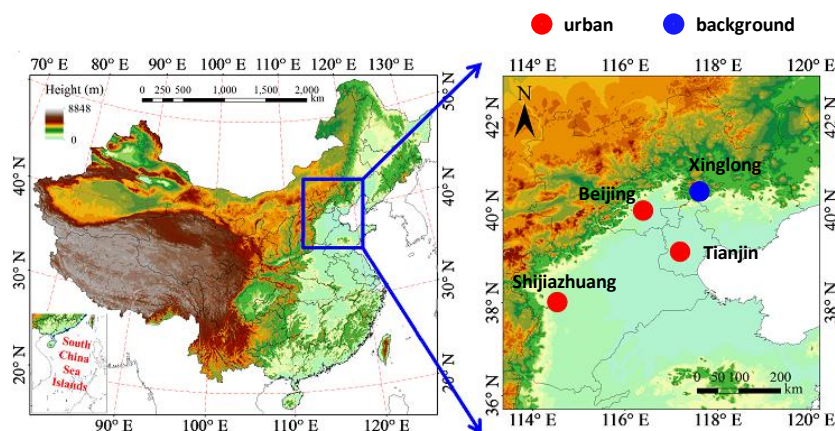 urban
background
70° E 80° E 90° E 100° E 110° E 120° E 130° E
Height (m)
8848
0
0 250 500 1,000 1,500 2,000
km
50° N
40° N
30° N
20° N
40° N
30° N
20° N
South
China
Sea
Islands
90° E 100° E 110° E 120° E
114° E 116° E 118° E 120° E
N
42° N
40° N
38° N
36° N
Xinglong
Beijing
Tianjin
Shijiazhuang
0 50 100 200
km
42° N
40° N
38° N
36° N
114° E 116° E 118° E 120° E